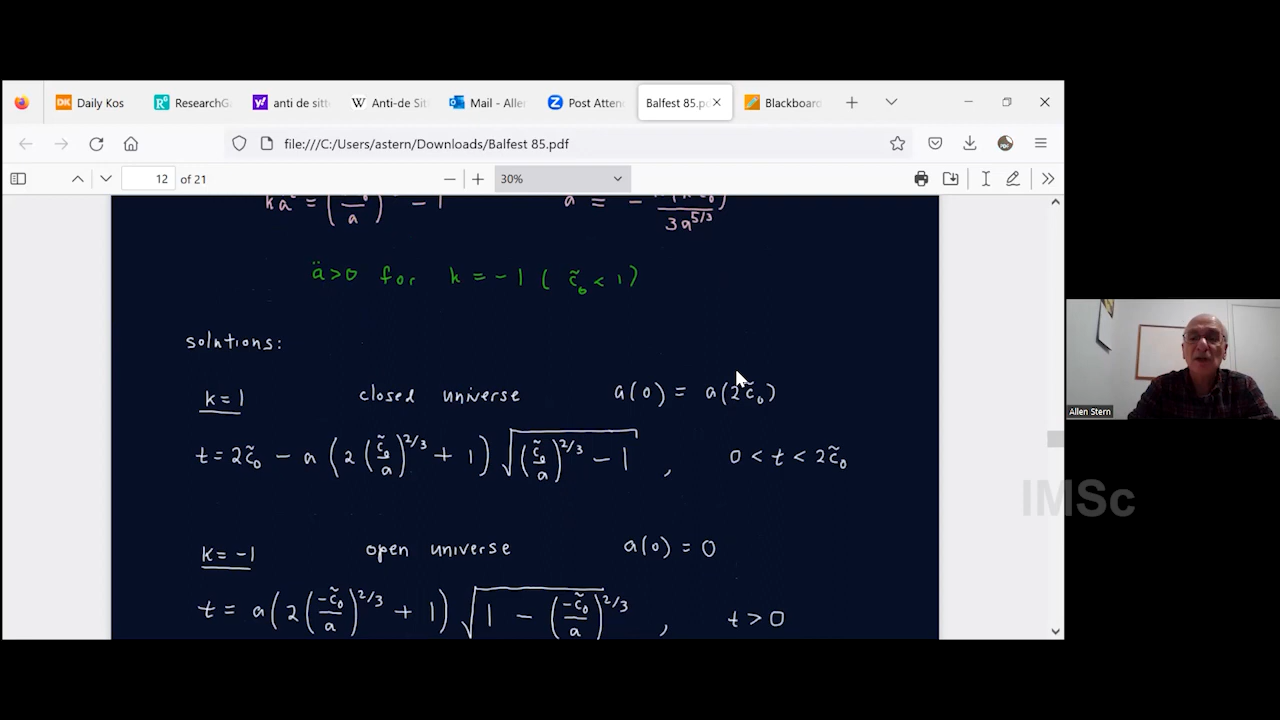 Daily Kos ResearchG anti de sitt Anti-de Sit Mail - Alle Post Atten Balfest 85.p Blackboard
file:///C:/Users/astern/Downloads/Balfest 85.pdf
12 of 21 30%
ä > 0 for k = -1 ( c̃₀ < 1 )
solutions:
k = 1 closed universe a(0) = a(2c̃₀)
t = 2c̃₀ - a ( 2 (c̃₀/a)^{2/3} + 1 ) √((c̃₀/a)^{2/3} - 1) , 0 < t < 2c̃₀
k = -1 open universe a(0) = 0
t = a ( 2 (-c̃₀/a)^{2/3} + 1 ) √(1 - (-c̃₀/a)^{2/3}) , t > 0
Allen Stern
IMSc